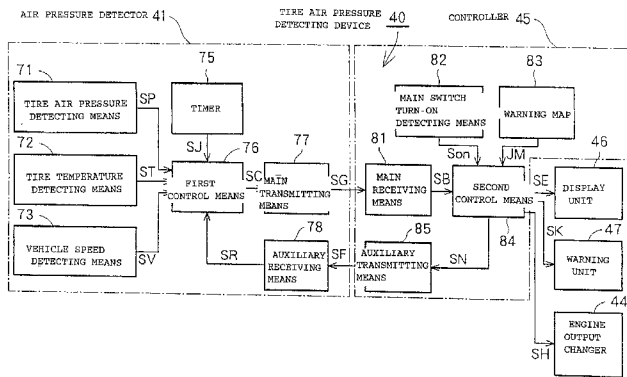 AIR PRESSURE DETECTOR 41
TIRE AIR PRESSURE
DETECTING DEVICE
40
CONTROLLER 45
71
TIRE AIR PRESSURE
DETECTING MEANS
SP
75
TIMER
SJ
72
TIRE TEMPERATURE
DETECTING MEANS
ST
73
VEHICLE SPEED
DETECTING MEANS
SV
76
FIRST
CONTROL MEANS
SC
77
MAIN
TRANSMITTING
MEANS
SG
78
AUXILIARY
RECEIVING
MEANS
SR
SF
81
MAIN
RECEIVING
MEANS
SB
82
MAIN SWITCH
TURN-ON
DETECTING MEANS
Son
83
WARNING MAP
JM
SECOND
CONTROL MEANS
84
85
AUXILIARY
TRANSMITTING MEANS
SN
SE
46
DISPLAY
UNIT
SK
47
WARNING
UNIT
SH
44
ENGINE
OUTPUT
CHANGER